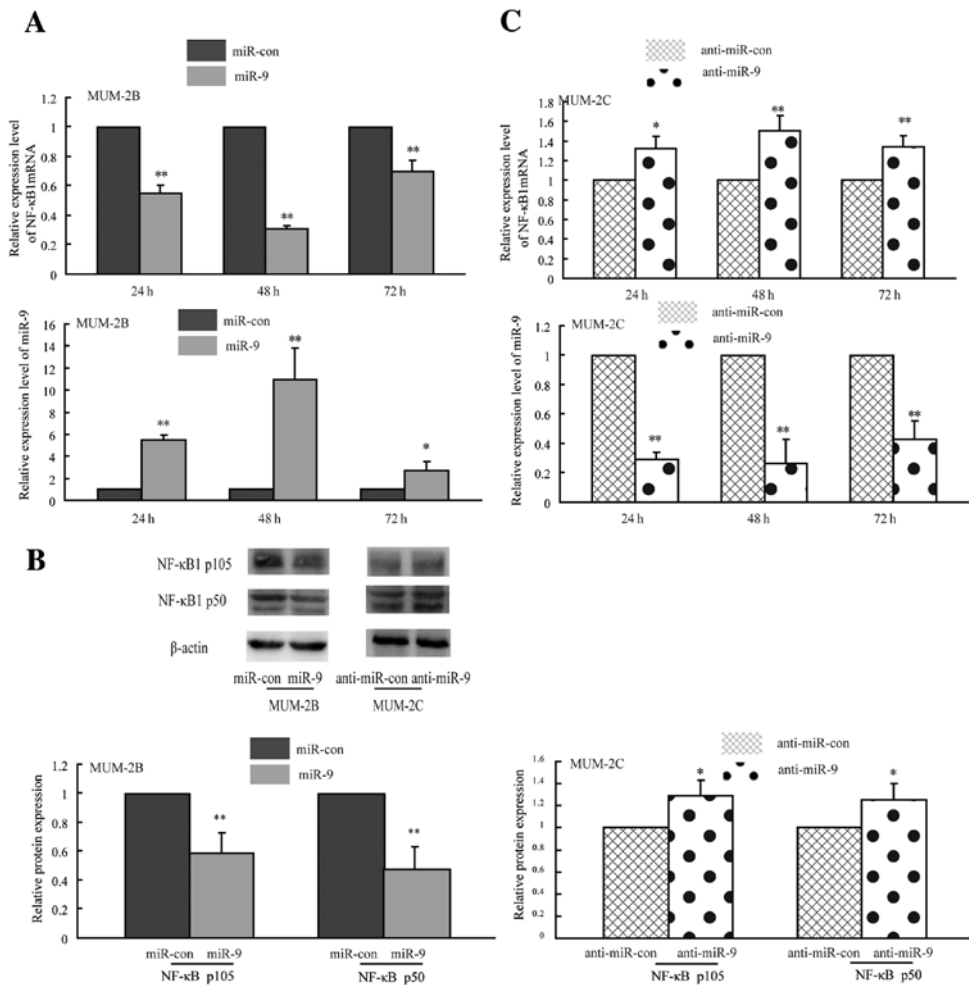 A
miR-con
miR-9
MUM-2B
Relative expression level
of NF-κB1mRNA
1.2
1
0.8
0.6
0.4
0.2
0
**
**
**
24 h
48 h
72 h
MUM-2B
miR-con
miR-9
Relative expression level of miR-9
16
14
12
10
8
6
4
2
0
**
**
*
24 h
48 h
72 h
C
anti-miR-con
anti-miR-9
MUM-2C
Relative expression level
of NF-κB1mRNA
1.8
1.6
1.4
1.2
1
0.8
0.6
0.4
0.2
0
*
**
**
24 h
48 h
72 h
anti-miR-con
anti-miR-9
MUM-2C
Relative expression level of miR-9
1.2
1
0.8
0.6
0.4
0.2
0
**
**
**
24 h
48 h
72 h
B
NF-κB1 p105
NF-κB1 p50
β-actin
miR-con miR-9 anti-miR-con anti-miR-9
MUM-2B MUM-2C
miR-con
miR-9
MUM-2B
Relative protein expression
1.2
1
0.8
0.6
0.4
0.2
0
**
**
miR-con miR-9 miR-con miR-9
NF-κB p105 NF-κB p50
anti-miR-con
anti-miR-9
MUM-2C
Relative protein expression
1.6
1.4
1.2
1
0.8
0.6
0.4
0.2
0
*
*
anti-miR-con anti-miR-9 anti-miR-con anti-miR-9
NF-κB p105 NF-κB p50